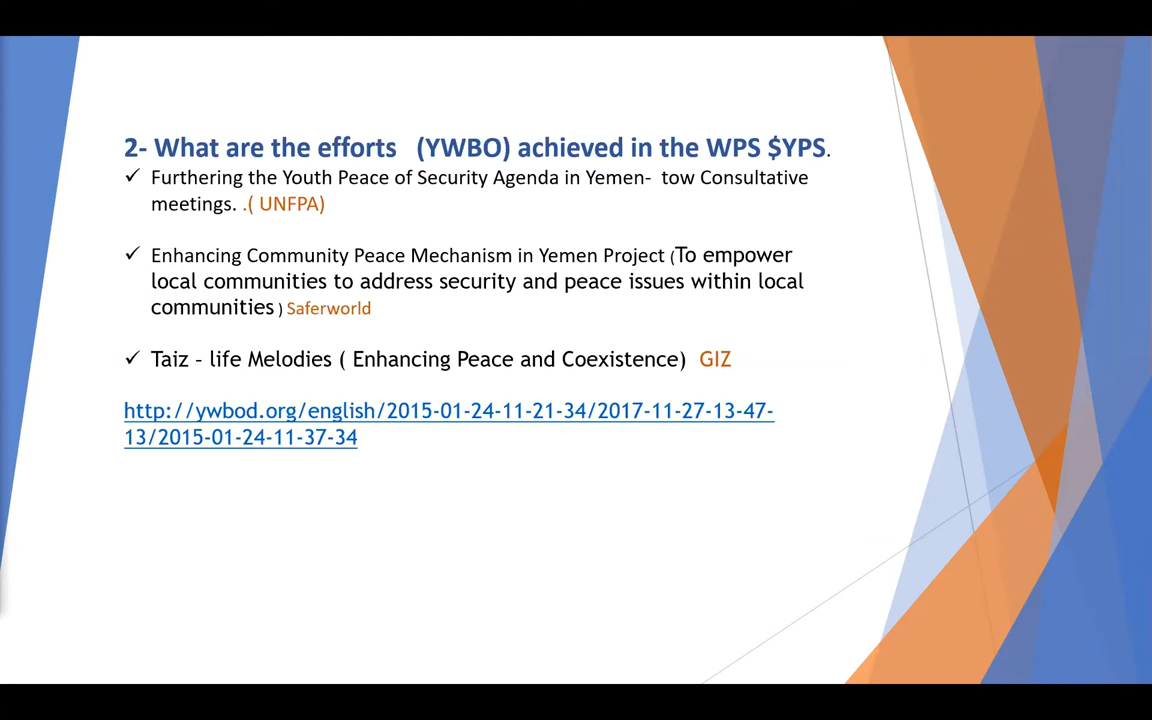 2- What are the efforts (YWBO) achieved in the WPS $YPS.
✓ Furthering the Youth Peace of Security Agenda in Yemen- tow Consultative
meetings. .( UNFPA)
✓ Enhancing Community Peace Mechanism in Yemen Project (To empower
local communities to address security and peace issues within local
communities ) Saferworld
✓ Taiz – life Melodies ( Enhancing Peace and Coexistence) GIZ
http://ywbod.org/english/2015-01-24-11-21-34/2017-11-27-13-47-
13/2015-01-24-11-37-34